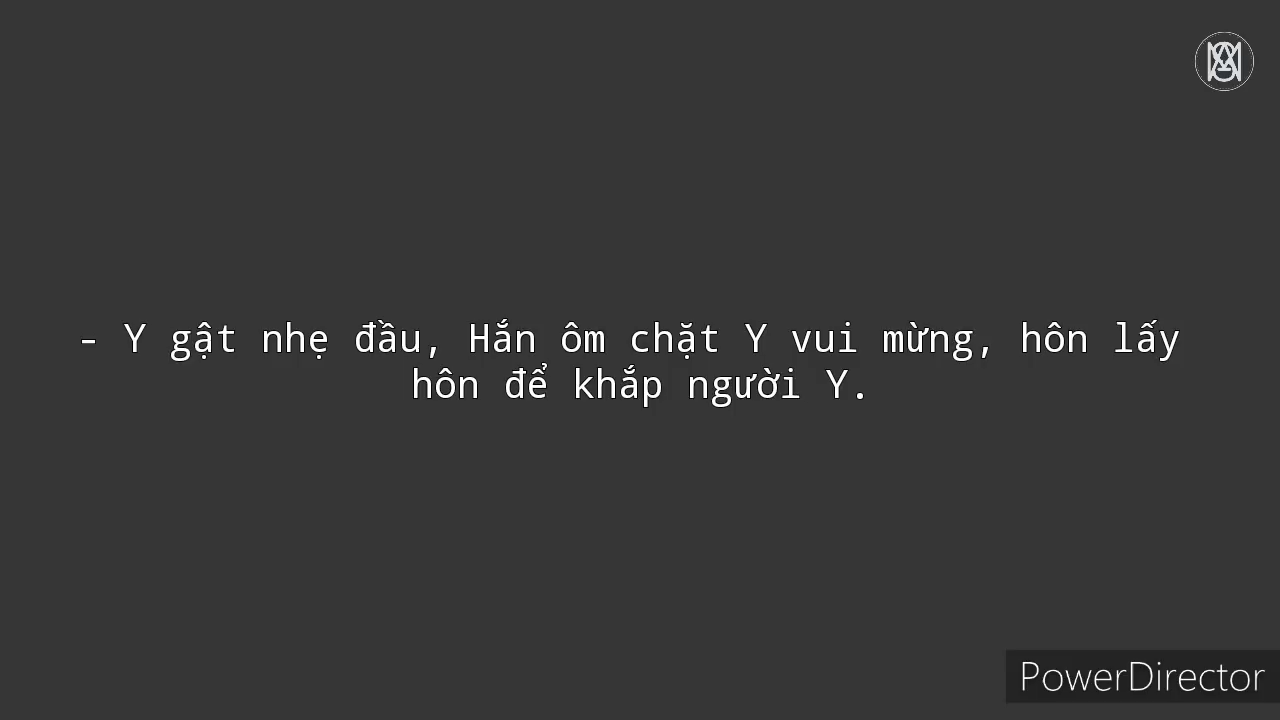 - Y gật nhẹ đầu, Hắn ôm chặt Y vui mừng, hôn lấy
hôn để khắp người Y.
PowerDirector